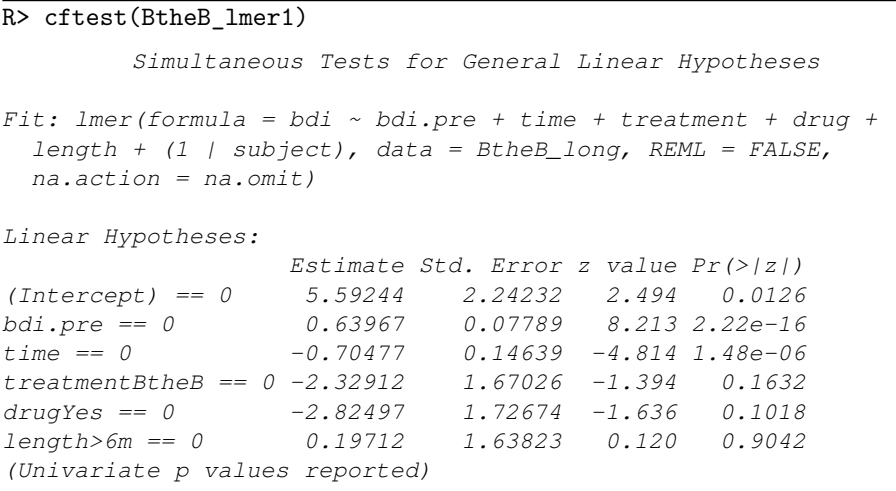 R> cftest(BtheB_lmer1)
Simultaneous Tests for General Linear Hypotheses
Fit: lmer(formula = bdi ~ bdi.pre + time + treatment + drug +
length + (1 | subject), data = BtheB_long, REML = FALSE,
na.action = na.omit)
Linear Hypotheses:
Estimate Std. Error z value Pr(>|z|)
(Intercept) == 0 5.59244 2.24232 2.494 0.0126
bdi.pre == 0 0.63967 0.07789 8.213 2.22e-16
time == 0 -0.70477 0.14639 -4.814 1.48e-06
treatmentBtheB == 0 -2.32912 1.67026 -1.394 0.1632
drugYes == 0 -2.82497 1.72674 -1.636 0.1018
length>6m == 0 0.19712 1.63823 0.120 0.9042
(Univariate p values reported)